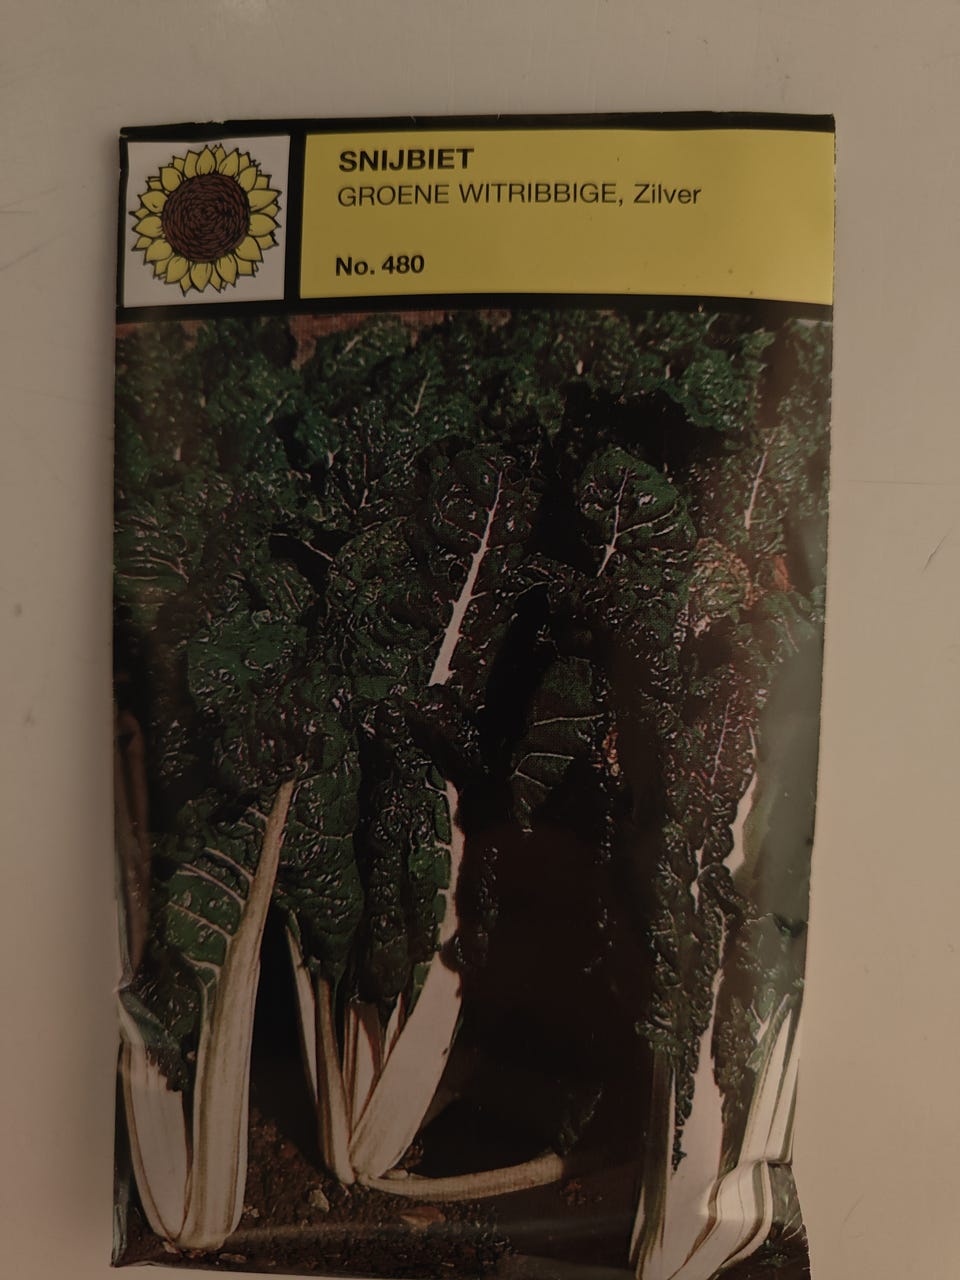 SNIJBIET
GROENE WITRIBBIGE, Zilver
No. 480